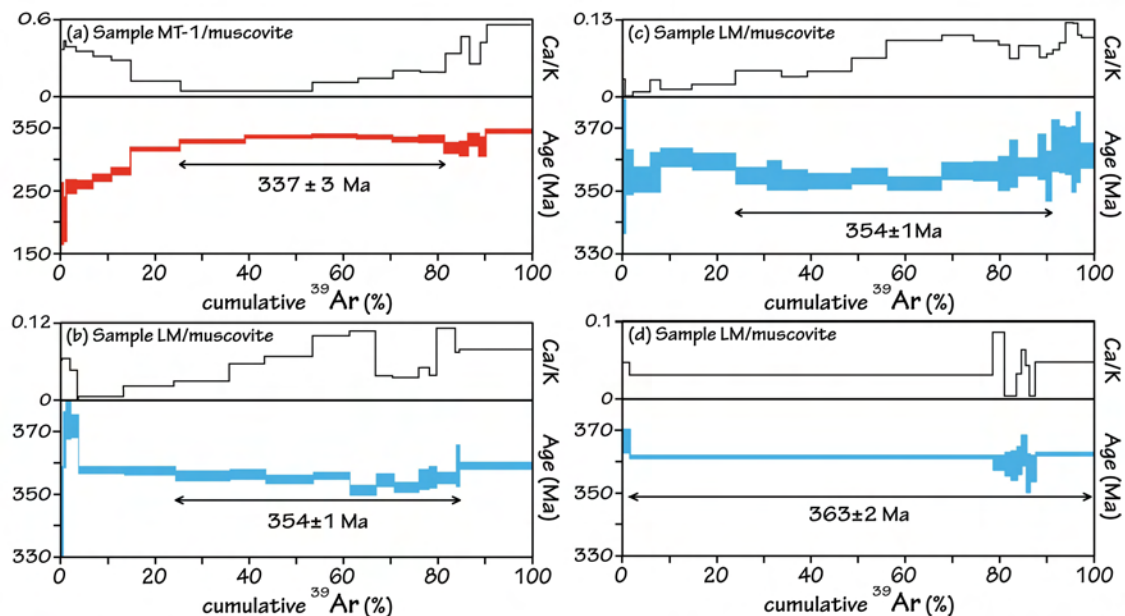 (a) Sample MT-1/muscovite
0.6
0
Ca/K
350
250
150
Age (Ma)
337 ± 3 Ma
0 20 40 60 80 100
cumulative ³⁹Ar (%)
(c) Sample LM/muscovite
0.13
0
Ca/K
370
350
330
Age (Ma)
354±1Ma
0 20 40 60 80 100
cumulative ³⁹Ar (%)
(b) Sample LM/muscovite
0.12
0
Ca/K
370
350
330
Age (Ma)
354±1 Ma
0 20 40 60 80 100
cumulative ³⁹Ar (%)
(d) Sample LM/muscovite
0.1
0
Ca/K
370
350
330
Age (Ma)
363±2 Ma
0 20 40 60 80 100
cumulative ³⁹Ar (%)